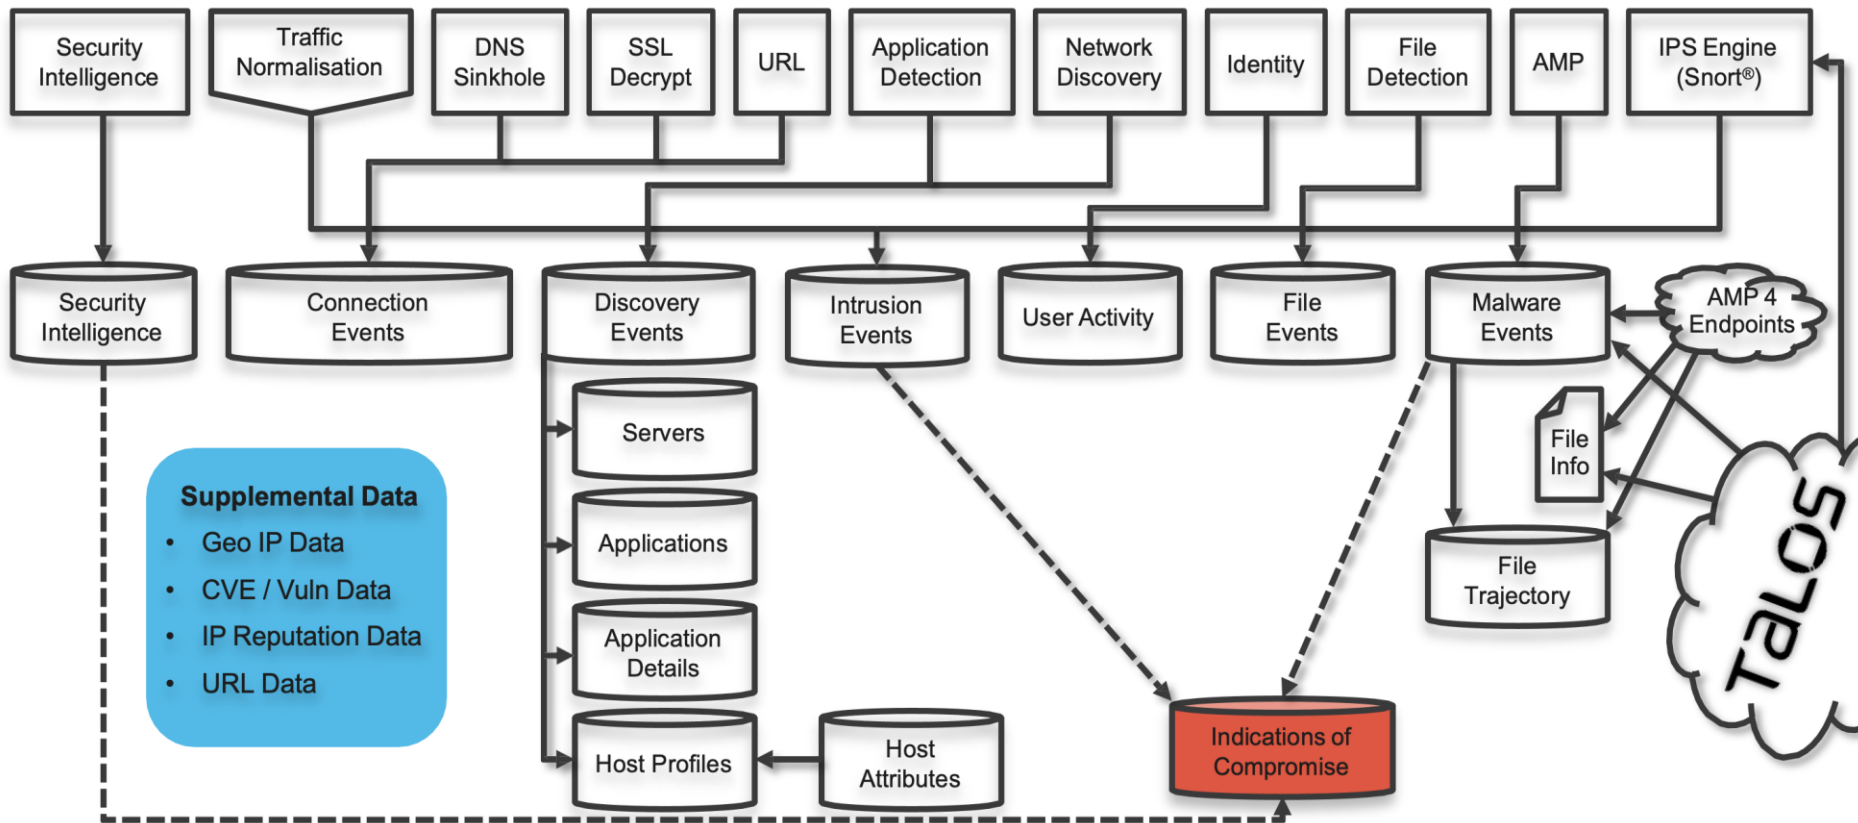 Security
Intelligence
Traffic
Normalisation
DNS
Sinkhole
SSL
Decrypt
URL
Application
Detection
Network
Discovery
Identity
File
Detection
AMP
IPS Engine
(Snort®)
Security
Intelligence
Connection
Events
Discovery
Events
Intrusion
Events
User Activity
File
Events
Malware
Events
AMP 4
Endpoints
Servers
File
Info
Supplemental Data
• Geo IP Data
• CVE / Vuln Data
• IP Reputation Data
• URL Data
Applications
File
Trajectory
TALOS
Application
Details
Host Profiles
Host
Attributes
Indications of
Compromise